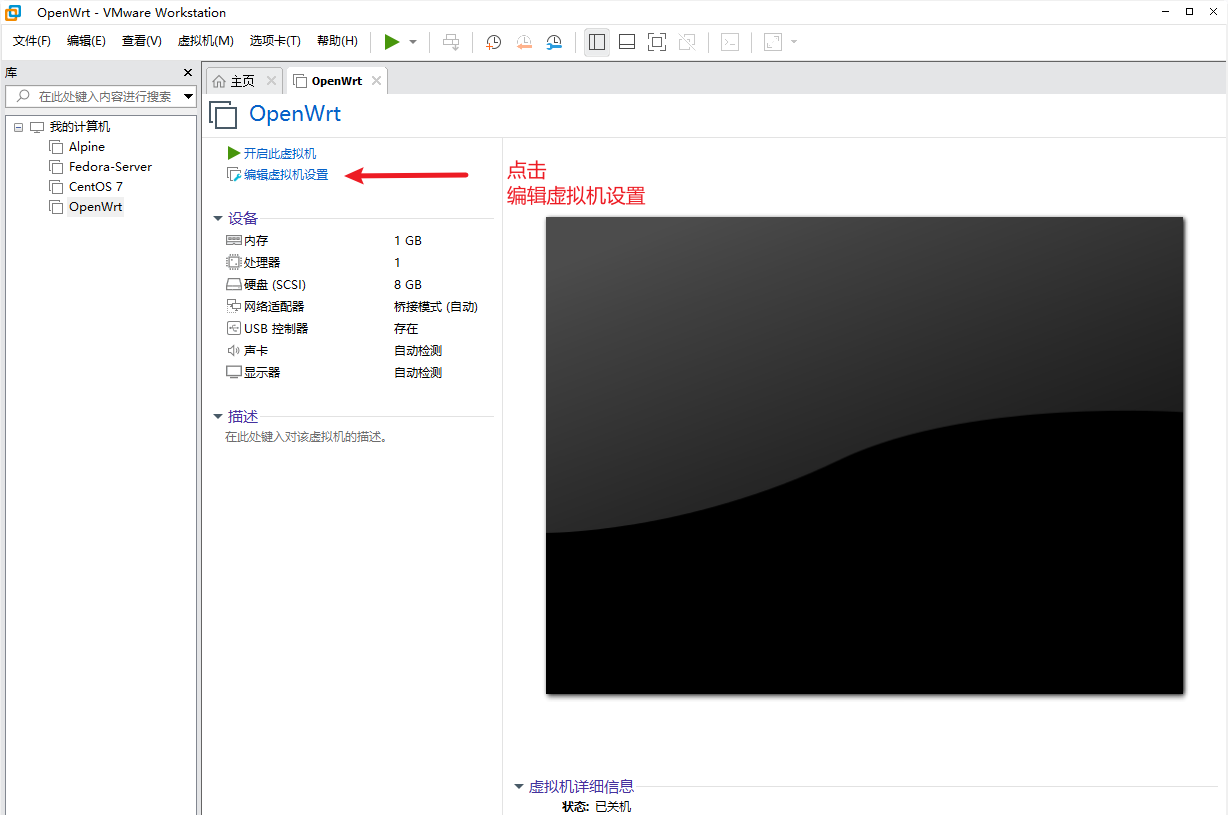 OpenWrt - VMware Workstation
文件(F) 编辑(E) 查看(V) 虚拟机(M) 选项卡(T) 帮助(H)
库
在此处键入内容进行搜索
我的计算机
Alpine
Fedora-Server
CentOS 7
OpenWrt
主页 OpenWrt
OpenWrt
开启此虚拟机
编辑虚拟机设置
点击
编辑虚拟机设置
设备
内存 1 GB
处理器 1
硬盘 (SCSI) 8 GB
网络适配器 桥接模式 (自动)
USB 控制器 存在
声卡 自动检测
显示器 自动检测
描述
在此处键入对该虚拟机的描述。
虚拟机详细信息
状态: 已关机